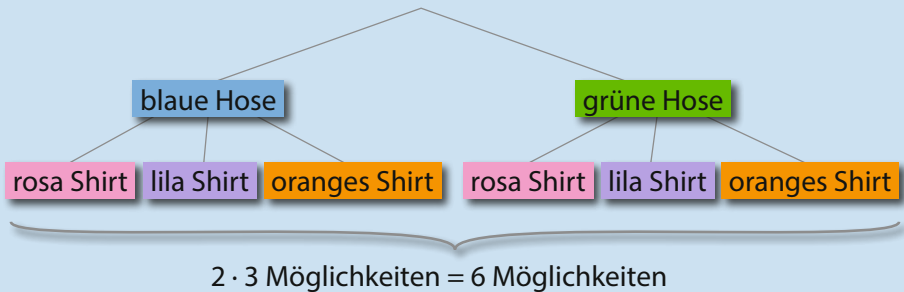 blaue Hose grüne Hose
rosa Shirt lila Shirt oranges Shirt rosa Shirt lila Shirt oranges Shirt
2 · 3 Möglichkeiten = 6 Möglichkeiten